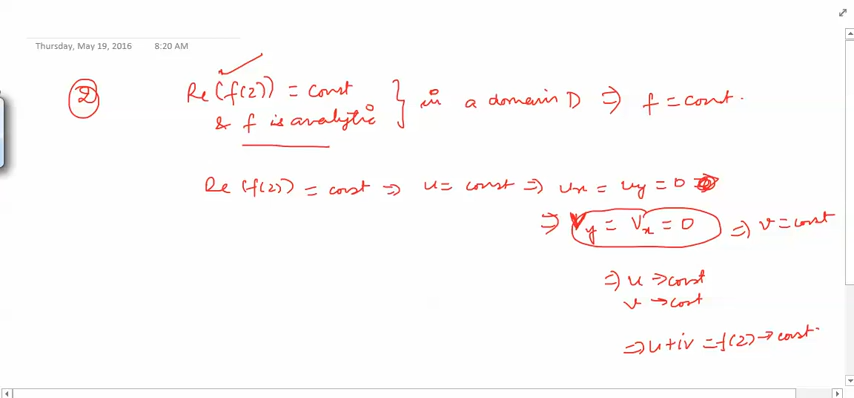 Thursday, May 19, 2016 8:20 AM
② Re(f(z)) = const
& f is analytic } in a domain D ⇒ f = const.
Re(f(z)) = const ⇒ u = const ⇒ ux = uy = 0
⇒ vy = vx = 0 ⇒ v = const
⇒ u → const
v → cost
⇒ u+iv = f(z) → const.